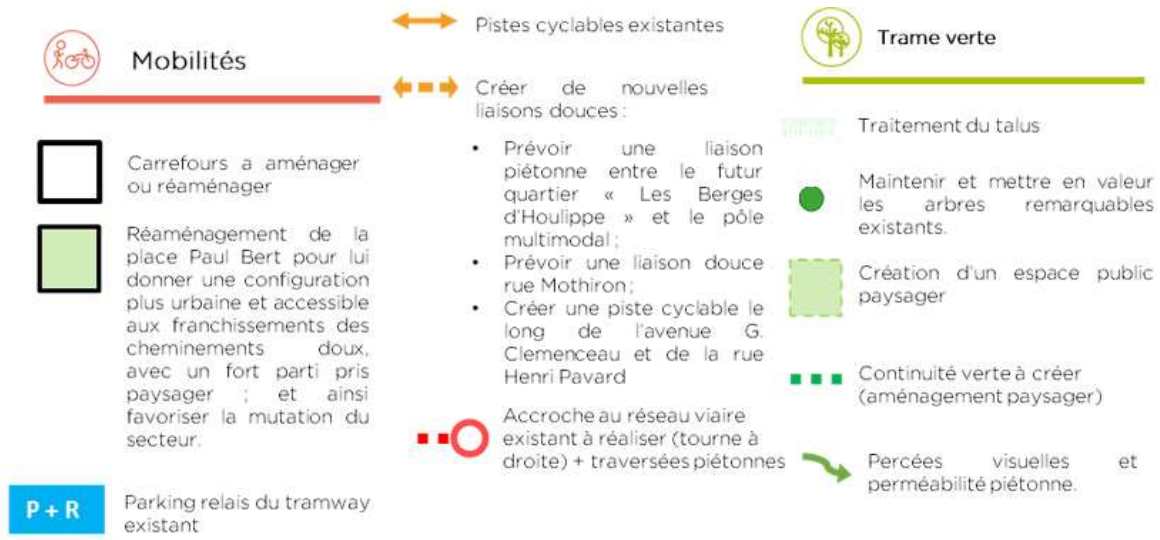 Mobilités
Carrefours a aménager
ou réaménager
Réaménagement de la
place Paul Bert pour lui
donner une configuration
plus urbaine et accessible
aux franchissements des
cheminements doux,
avec un fort parti pris
paysager ; et ainsi
favoriser la mutation du
secteur.
P + R
Parking relais du tramway
existant
Pistes cyclables existantes
Créer de nouvelles
liaisons douces :
• Prévoir une liaison
piétonne entre le futur
quartier « Les Berges
d'Houlippe » et le pôle
multimodal ;
• Prévoir une liaison douce
rue Mothiron ;
• Créer une piste cyclable le
long de l'avenue G.
Clemenceau et de la rue
Henri Pavard
Accroche au réseau viaire
existant à réaliser (tourne à
droite) + traversées piétonnes
Trame verte
Traitement du talus
Maintenir et mettre en valeur
les arbres remarquables
existants.
Création d'un espace public
paysager
Continuité verte à créer
(aménagement paysager)
Percées visuelles et
perméabilité piétonne.